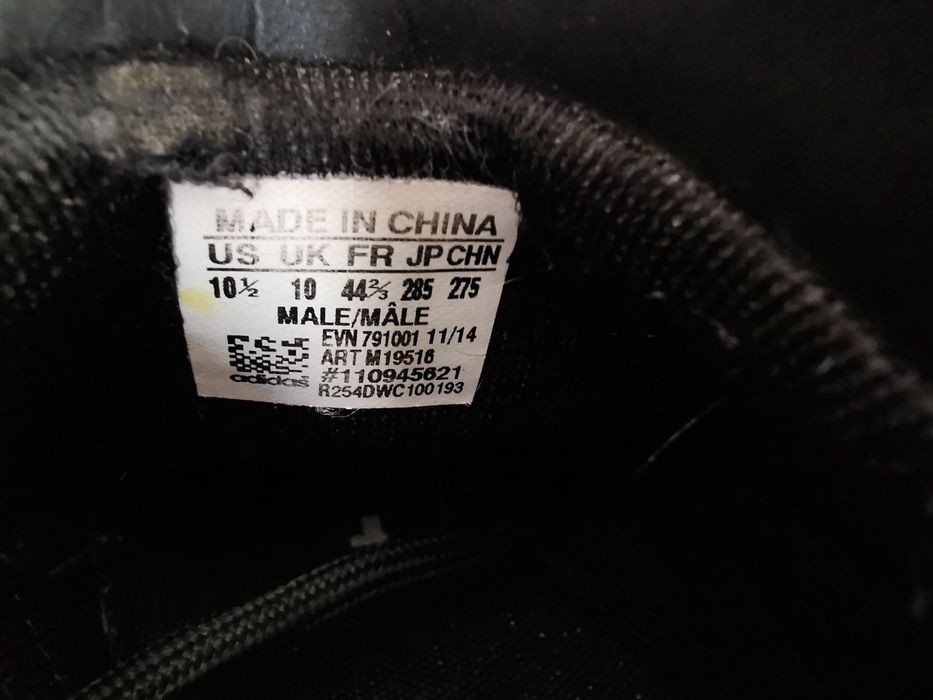 MADE IN CHINA
US UK FR JP CHN
10½ 10 44⅔ 285 275
MALE/MÂLE
EVN 791001 11/14
ART M19516
#110945621
adidas R254DWC100193